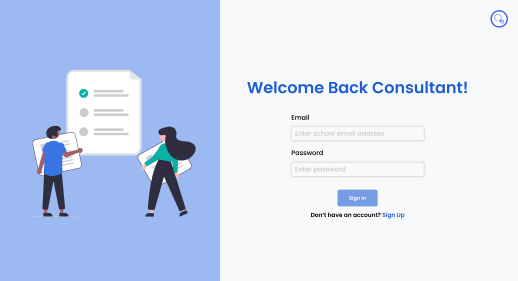 Welcome Back Consultant!
Email
Enter school email address
Password
Enter password
Sign in
Don't have an account? Sign Up